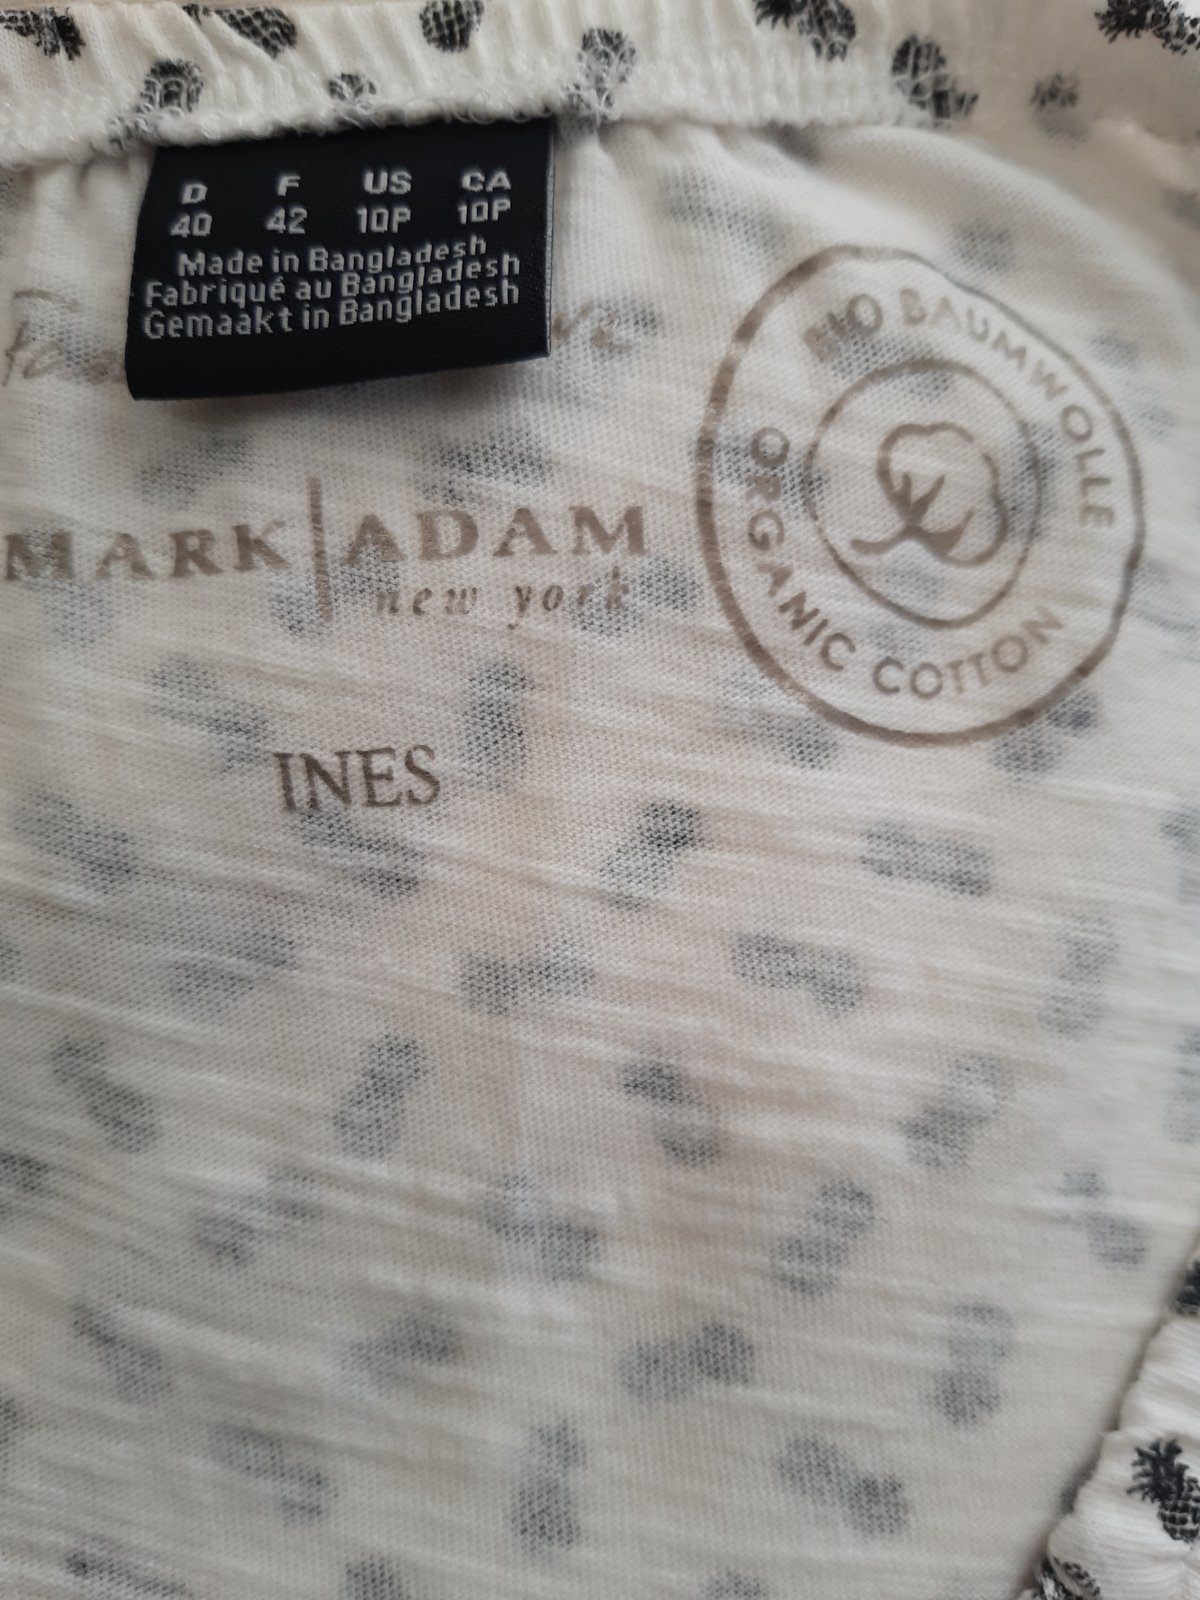 D F US CA
40 42 10P 10P
Made in Bangladesh
Fabriqué au Bangladesh
Gemaakt in Bangladesh
MARK | ADAM
new york
BIO BAUMWOLLE
ORGANIC COTTON
INES